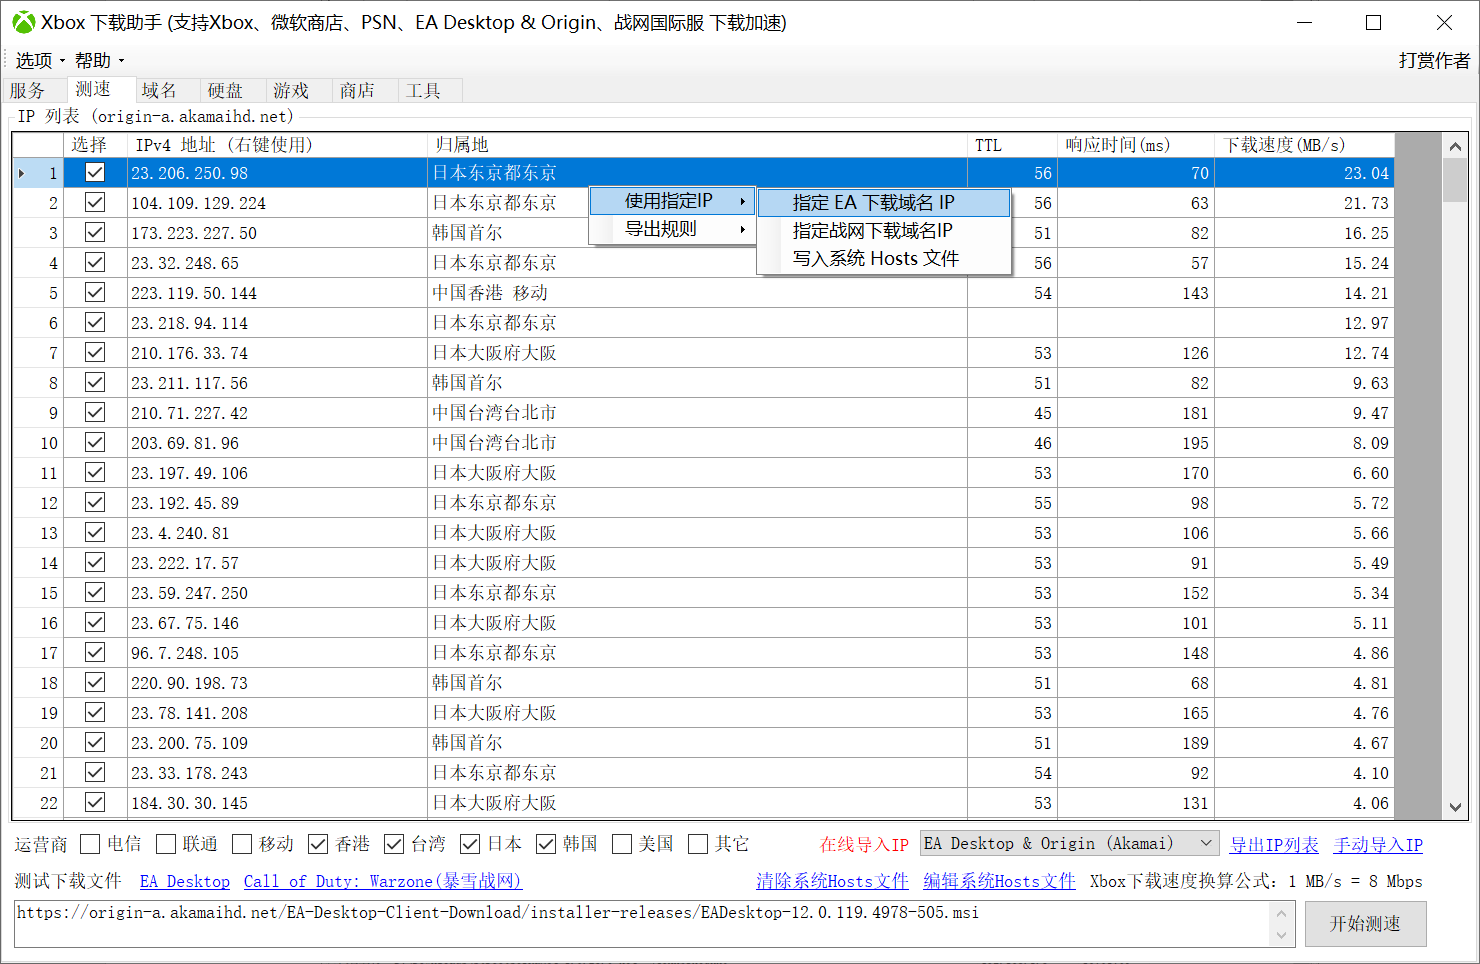 Xbox 下载助手 (支持Xbox、微软商店、PSN、EA Desktop & Origin、战网国际服 下载加速)
选项 帮助 打赏作者
服务 测速 域名 硬盘 游戏 商店 工具
IP 列表 (origin-a.akamaihd.net)
选择 IPv4 地址 (右键使用) 归属地 TTL 响应时间(ms) 下载速度(MB/s)
1 23.206.250.98 日本东京都东京 56 70 23.04
2 104.109.129.224 日本东京都东京 56 63 21.73
3 173.223.227.50 韩国首尔 51 82 16.25
4 23.32.248.65 日本东京都东京 56 57 15.24
5 223.119.50.144 中国香港 移动 54 143 14.21
6 23.218.94.114 日本东京都东京 12.97
7 210.176.33.74 日本大阪府大阪 53 126 12.74
8 23.211.117.56 韩国首尔 51 82 9.63
9 210.71.227.42 中国台湾台北市 45 181 9.47
10 203.69.81.96 中国台湾台北市 46 195 8.09
11 23.197.49.106 日本大阪府大阪 53 170 6.60
12 23.192.45.89 日本东京都东京 55 98 5.72
13 23.4.240.81 日本大阪府大阪 53 106 5.66
14 23.222.17.57 日本大阪府大阪 53 91 5.49
15 23.59.247.250 日本东京都东京 53 152 5.34
16 23.67.75.146 日本大阪府大阪 53 101 5.11
17 96.7.248.105 日本东京都东京 53 148 4.86
18 220.90.198.73 韩国首尔 51 68 4.81
19 23.78.141.208 日本大阪府大阪 53 165 4.76
20 23.200.75.109 韩国首尔 51 189 4.67
21 23.33.178.243 日本东京都东京 54 92 4.10
22 184.30.30.145 日本大阪府大阪 53 131 4.06
使用指定IP
导出规则
指定 EA 下载域名 IP
指定战网下载域名IP
写入系统 Hosts 文件
运营商 电信 联通 移动 香港 台湾 日本 韩国 美国 其它 在线导入IP EA Desktop & Origin (Akamai) 导出IP列表 手动导入IP
测试下载文件 EA Desktop Call of Duty: Warzone(暴雪战网) 清除系统Hosts文件 编辑系统Hosts文件 Xbox下载速度换算公式: 1 MB/s = 8 Mbps
https://origin-a.akamaihd.net/EA-Desktop-Client-Download/installer-releases/EADesktop-12.0.119.4978-505.msi
开始测速